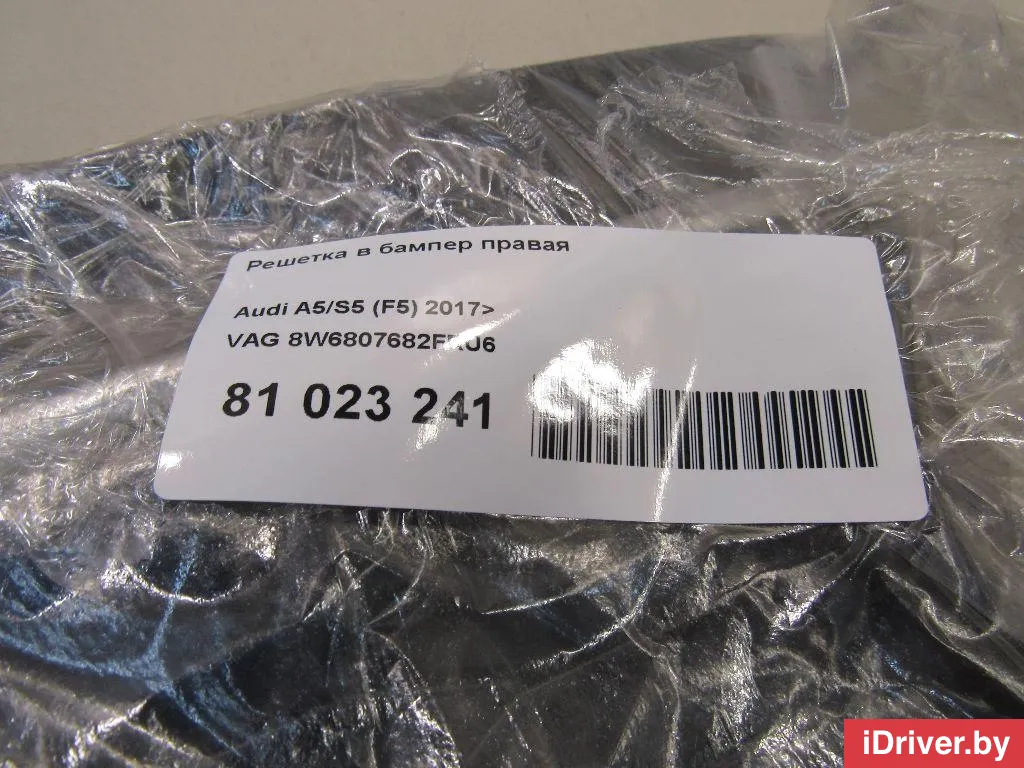 Решетка в бампер правая
Audi A5/S5 (F5) 2017>
VAG 8W6807682FRU6
81 023 241
iDriver.by